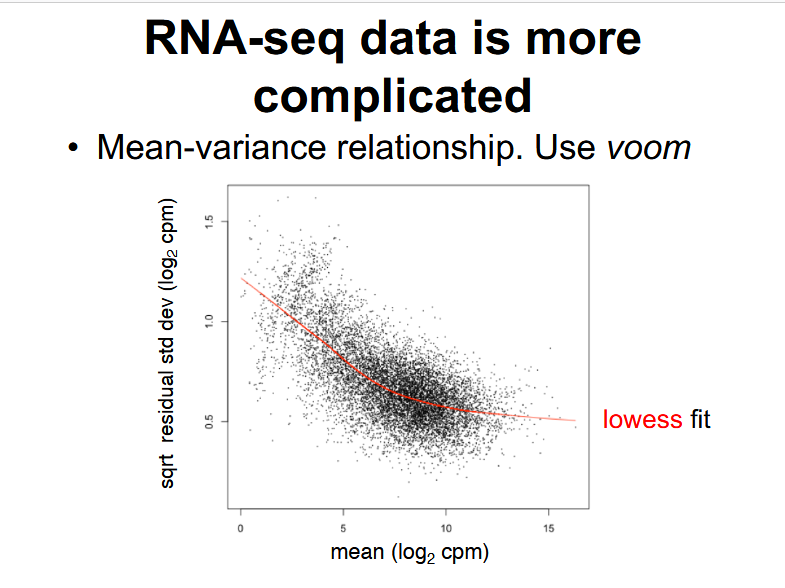 RNA-seq data is more
complicated
• Mean-variance relationship. Use voom
sqrt residual std dev (log2 cpm)
1.5
1.0
0.5
lowess fit
0 5 10 15
mean (log2 cpm)